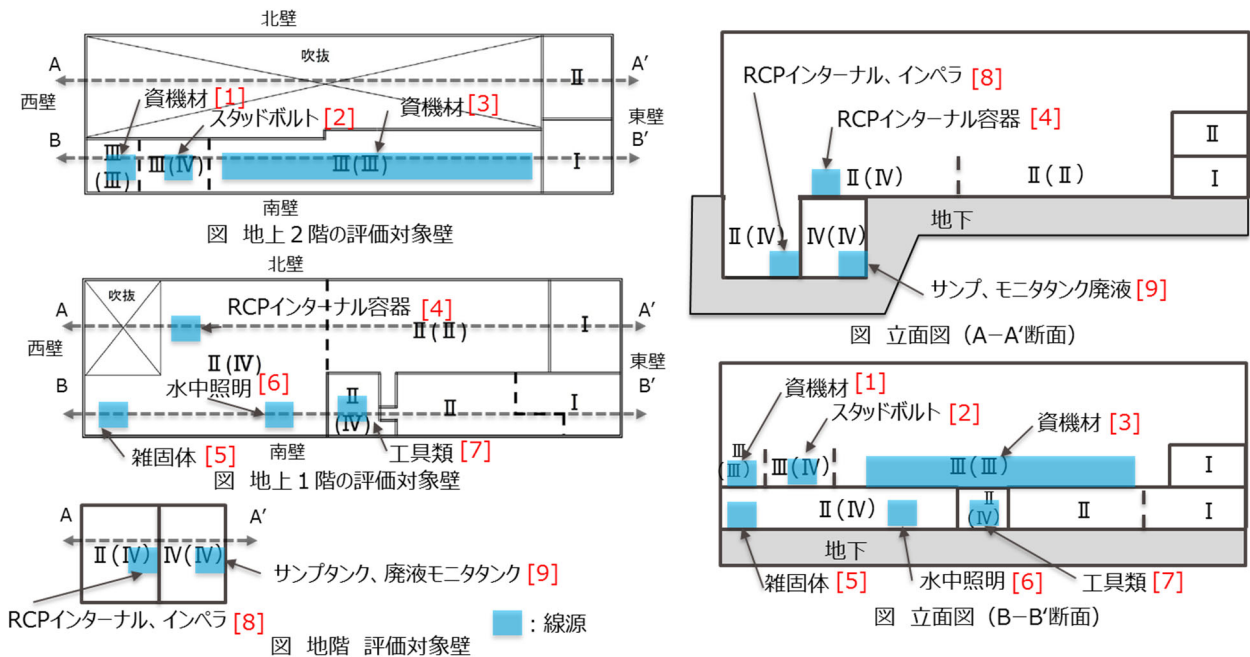 北壁
吹抜
A
A′
Ⅱ
西壁
資機材 [1]
資機材 [3]
東壁
スタッドボルト [2]
B
B′
Ⅲ
(Ⅲ)
Ⅲ(Ⅳ)
Ⅲ(Ⅲ)
Ⅰ
南壁
図 地上２階の評価対象壁
北壁
吹抜
A
A′
RCPインターナル容器 [4]
Ⅱ(Ⅱ)
Ⅰ
西壁
東壁
Ⅱ(Ⅳ)
水中照明 [6]
B
B′
Ⅱ
(Ⅳ)
Ⅱ
Ⅰ
雑固体 [5]
南壁
工具類 [7]
図 地上１階の評価対象壁
A
A′
Ⅱ(Ⅳ)
Ⅳ(Ⅳ)
サンプタンク、廃液モニタタンク [9]
RCPインターナル、インペラ [8]
：線源
図 地階 評価対象壁
RCPインターナル、インペラ [8]
RCPインターナル容器 [4]
Ⅱ
Ⅱ(Ⅳ)
Ⅱ(Ⅱ)
Ⅰ
地下
Ⅱ(Ⅳ)
Ⅳ(Ⅳ)
サンプ、モニタタンク廃液 [9]
図 立面図（A−A‘断面）
資機材 [1]
スタッドボルト [2]
資機材 [3]
Ⅲ
(Ⅲ)
Ⅲ(Ⅳ)
Ⅲ(Ⅲ)
Ⅰ
Ⅱ(Ⅳ)
Ⅱ
(Ⅳ)
Ⅱ
Ⅰ
地下
雑固体 [5]
水中照明 [6]
工具類 [7]
図 立面図（B−B‘断面）